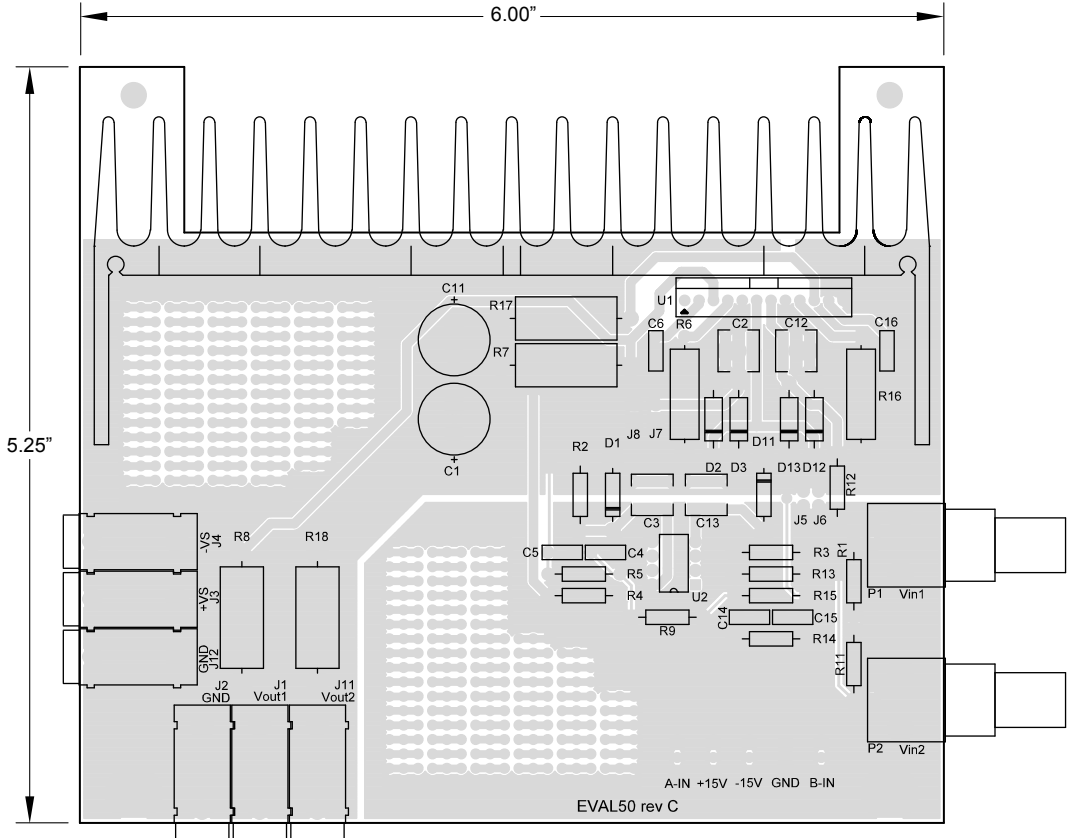 6.00”
5.25”
C11
R17
U1
C6 R6 C2 C12 C16
R7
R16
C1
J8 J7
R2 D1
D11
D2 D3 D13 D12
R12
C3 C13
J5 J6
-VS
J4
R8 R18
C5 C4
R3
R1
R5
R13
+VS
J3
R4
U2
R15
P1 Vin1
C14
C15
R9
R14
GND
J12
R11
J2
GND
J1
Vout1
J11
Vout2
P2 Vin2
A-IN +15V -15V GND B-IN
EVAL50 rev C